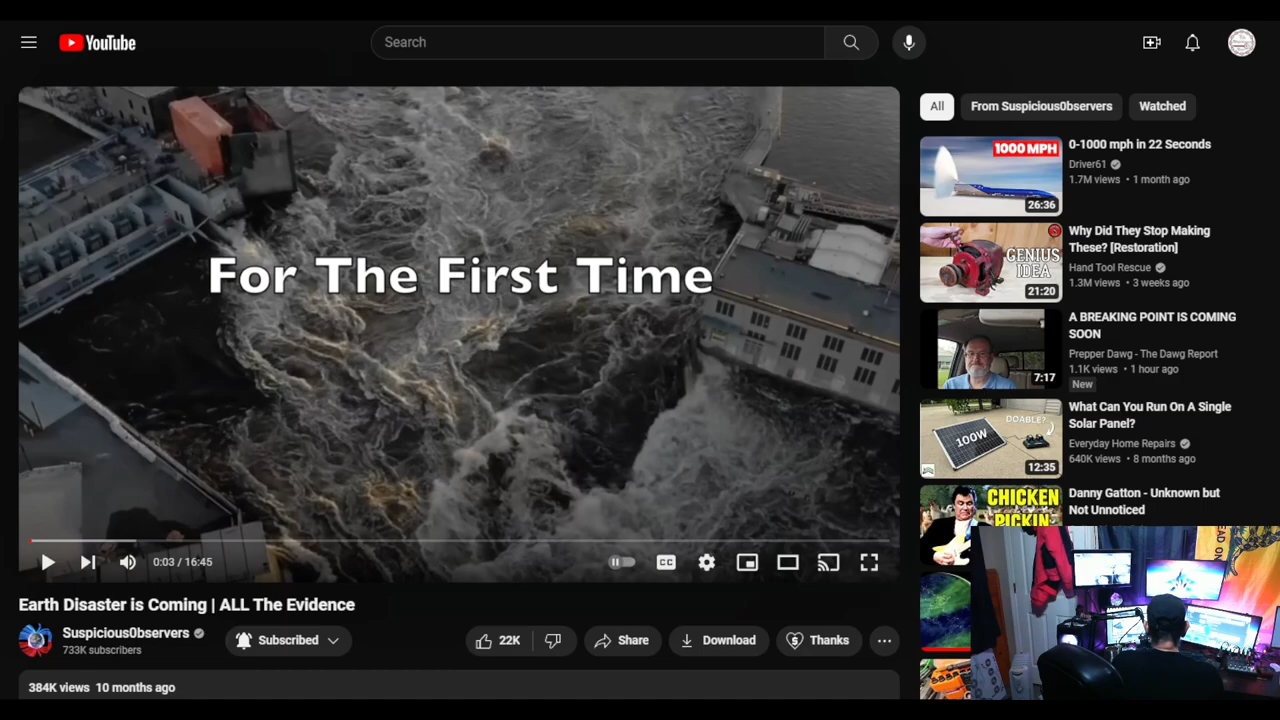 YouTube
Search
For The First Time
0:03 / 16:45
CC
Earth Disaster is Coming | ALL The Evidence
Suspicious0bservers
733K subscribers
Subscribed
22K
Share
Download
Thanks
384K views 10 months ago
All
From Suspicious0bservers
Watched
1000 MPH
26:36
0-1000 mph in 22 Seconds
Driver61
1.7M views • 1 month ago
GENIUS
IDEA
21:20
Why Did They Stop Making
These? [Restoration]
Hand Tool Rescue
1.3M views • 3 weeks ago
7:17
A BREAKING POINT IS COMING
SOON
Prepper Dawg - The Dawg Report
1.1K views • 1 hour ago
New
DOABLE?
100W
12:35
What Can You Run On A Single
Solar Panel?
Everyday Home Repairs
640K views • 8 months ago
CHICKEN
PICKIN'
Danny Gatton - Unknown but
Not Unnoticed